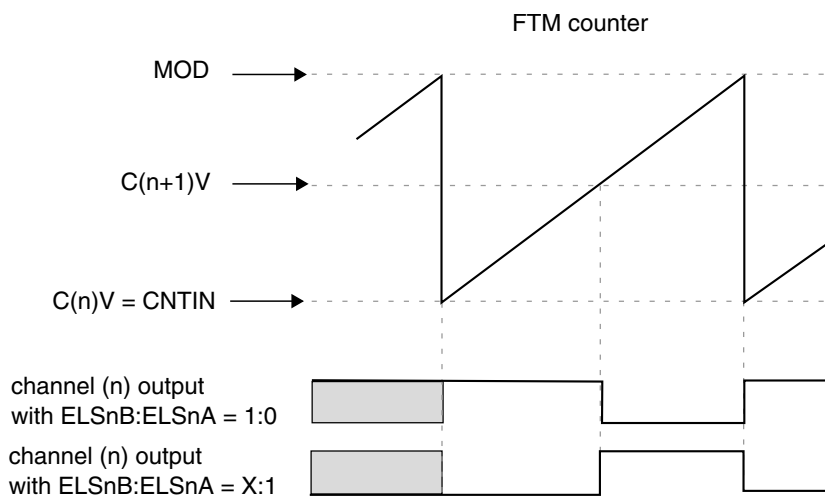 FTM counter
MOD
C(n+1)V
C(n)V = CNTIN
channel (n) output
with ELSnB:ELSnA = 1:0
channel (n) output
with ELSnB:ELSnA = X:1